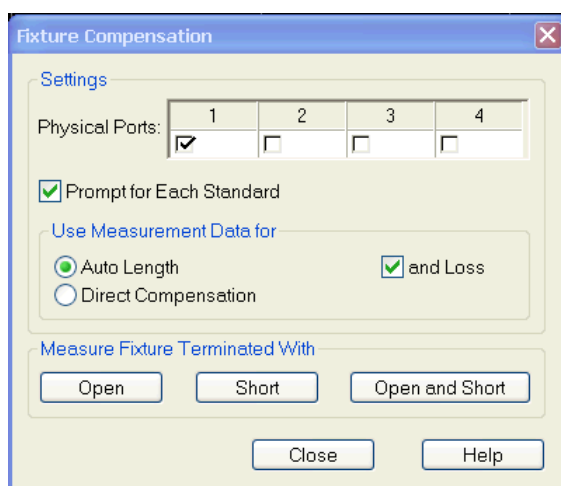 Fixture Compensation
Settings
Physical Ports: 1 2 3 4
Prompt for Each Standard
Use Measurement Data for
Auto Length and Loss
Direct Compensation
Measure Fixture Terminated With
Open Short Open and Short
Close Help